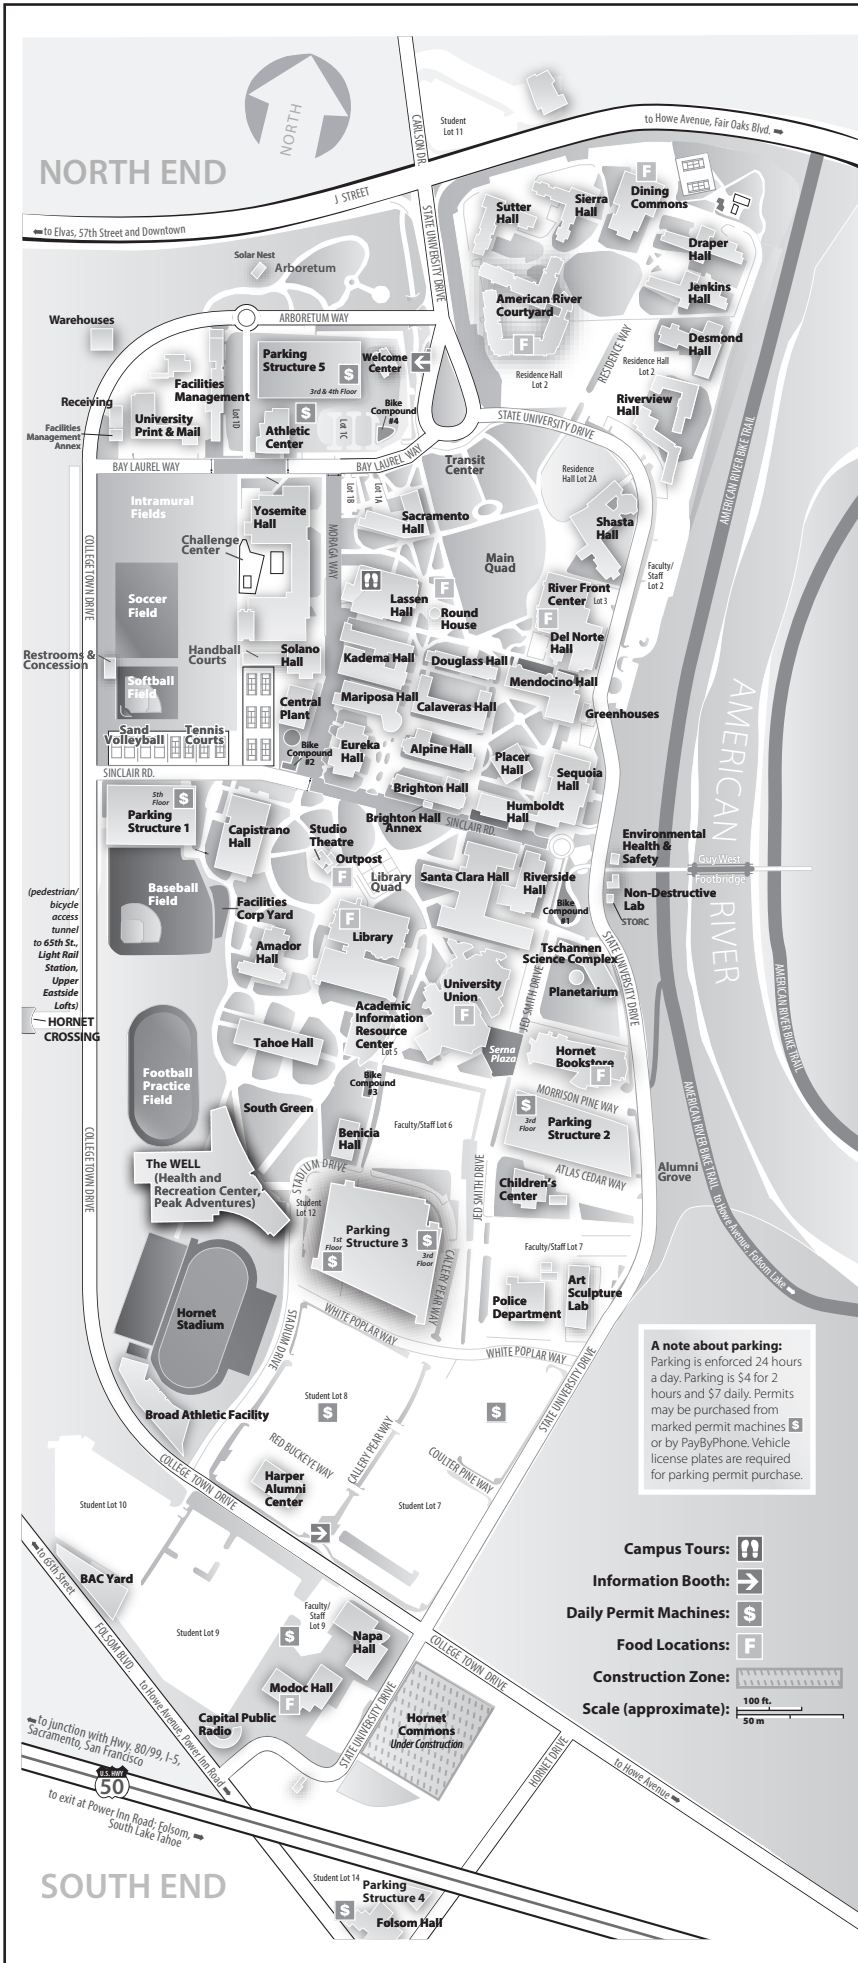 NORTH
NORTH END
Student
Lot 11
CARLSON DR.
to Howe Avenue, Fair Oaks Blvd.
J STREET
to Elvas, 57th Street and Downtown
STATE UNIVERSITY DRIVE
Sutter
Hall
Sierra
Hall
F
Dining
Commons
Draper
Hall
Jenkins
Hall
Desmond
Hall
Solar Nest
Arboretum
American River
Courtyard
F
RESIDENCE WAY
Residence Hall
Lot 2
Residence Hall
Lot 2
Riverview
Hall
ARBORETUM WAY
Warehouses
Parking
Structure 5
$
3rd & 4th Floor
Welcome
Center
Facilities
Management
Receiving
University
Print & Mail
Facilities
Management
Annex
Lot 1D
$
Athletic
Center
Lot 1C
Bike
Compound
#4
STATE UNIVERSITY DRIVE
BAY LAUREL WAY
BAY LAUREL WAY
Transit
Center
Residence
Hall Lot 2A
AMERICAN RIVER BIKE TRAIL
Intramural
Fields
Yosemite
Hall
Lot 1B
Lot 1A
Sacramento
Hall
Shasta
Hall
Challenge
Center
MORAGA WAY
Main
Quad
Faculty/
Staff
Lot 2
COLLEGE TOWN DRIVE
Soccer
Field
Lassen
Hall
F
Round
House
River Front
Center
Lot 3
F
Del Norte
Hall
Restrooms &
Concession
Handball
Courts
Solano
Hall
Kadema Hall
Douglass Hall
Mendocino Hall
Softball
Field
Central
Plant
Mariposa Hall
Calaveras Hall
Greenhouses
Sand
Volleyball
Tennis
Courts
Bike
Compound
#2
Eureka
Hall
Alpine Hall
Placer
Hall
Sequoia
Hall
SINCLAIR RD.
Brighton Hall
Humboldt
Hall
5th
Floor
$
Parking
Structure 1
Capistrano
Hall
Studio
Theatre
Brighton Hall
Annex
SINCLAIR RD.
Environmental
Health &
Safety
Outpost
F
Library
Quad
Santa Clara Hall
Riverside
Hall
Guy West
Footbridge
AMERICAN RIVER
Baseball
Field
Facilities
Corp Yard
Bike
Compound
#1
Non-Destructive
Lab
STORC
(pedestrian/
bicycle
access
tunnel
to 65th St.,
Light Rail
Station,
Upper
Eastside
Lofts)
HORNET
CROSSING
F
Library
Amador
Hall
Tschannen
Science Complex
STATE UNIVERSITY DRIVE
University
Union
F
JED SMITH DRIVE
Planetarium
AMERICAN RIVER BIKE TRAIL
Academic
Information
Resource
Center
Lot 5
Tahoe Hall
Serna
Plaza
Hornet
Bookstore
F
Football
Practice
Field
Bike
Compound
#3
South Green
MORRISON PINE WAY
$
3rd
Floor
Parking
Structure 2
AMERICAN RIVER BIKE TRAIL
to Howe Avenue, Folsom Lake
Benicia
Hall
Faculty/Staff Lot 6
COLLEGE TOWN DRIVE
The WELL
(Health and
Recreation Center,
Peak Adventures)
STADIUM DRIVE
JED SMITH DRIVE
ATLAS CEDAR WAY
Alumni
Grove
Children's
Center
Student
Lot 12
Parking
Structure 3
1st
Floor
$
$
3rd
Floor
CALLERY PEAR WAY
Faculty/Staff Lot 7
Art
Sculpture
Lab
Police
Department
Hornet
Stadium
STADIUM DRIVE
WHITE POPLAR WAY
WHITE POPLAR WAY
STATE UNIVERSITY DRIVE
A note about parking:
Parking is enforced 24 hours
a day. Parking is $4 for 2
hours and $7 daily. Permits
may be purchased from
marked permit machines $
or by PayByPhone. Vehicle
license plates are required
for parking permit purchase.
Student Lot 8
$
$
Broad Athletic Facility
RED BUCKEYE WAY
CALLERY PEAR WAY
COULTER PINE WAY
COLLEGE TOWN DRIVE
Harper
Alumni
Center
Student Lot 10
Student Lot 7
to 65th Street
BAC Yard
FOLSOM BLVD.
to Howe Avenue, Power Inn Road
Student Lot 9
Faculty/
Staff
Lot 9
$
Napa
Hall
COLLEGE TOWN DRIVE
Campus Tours:
Information Booth:
Daily Permit Machines: $
Food Locations: F
Construction Zone:
Scale (approximate):
100 ft.
50 m
Modoc Hall
F
Capital Public
Radio
STATE UNIVERSITY DRIVE
Hornet
Commons
Under Construction
to junction with Hwy. 80/99, I-5,
Sacramento, San Francisco
HORNET DRIVE
to Howe Avenue
U.S. HWY
50
to exit at Power Inn Road; Folsom,
South Lake Tahoe
SOUTH END
Student Lot 14
Parking
Structure 4
$
Folsom Hall